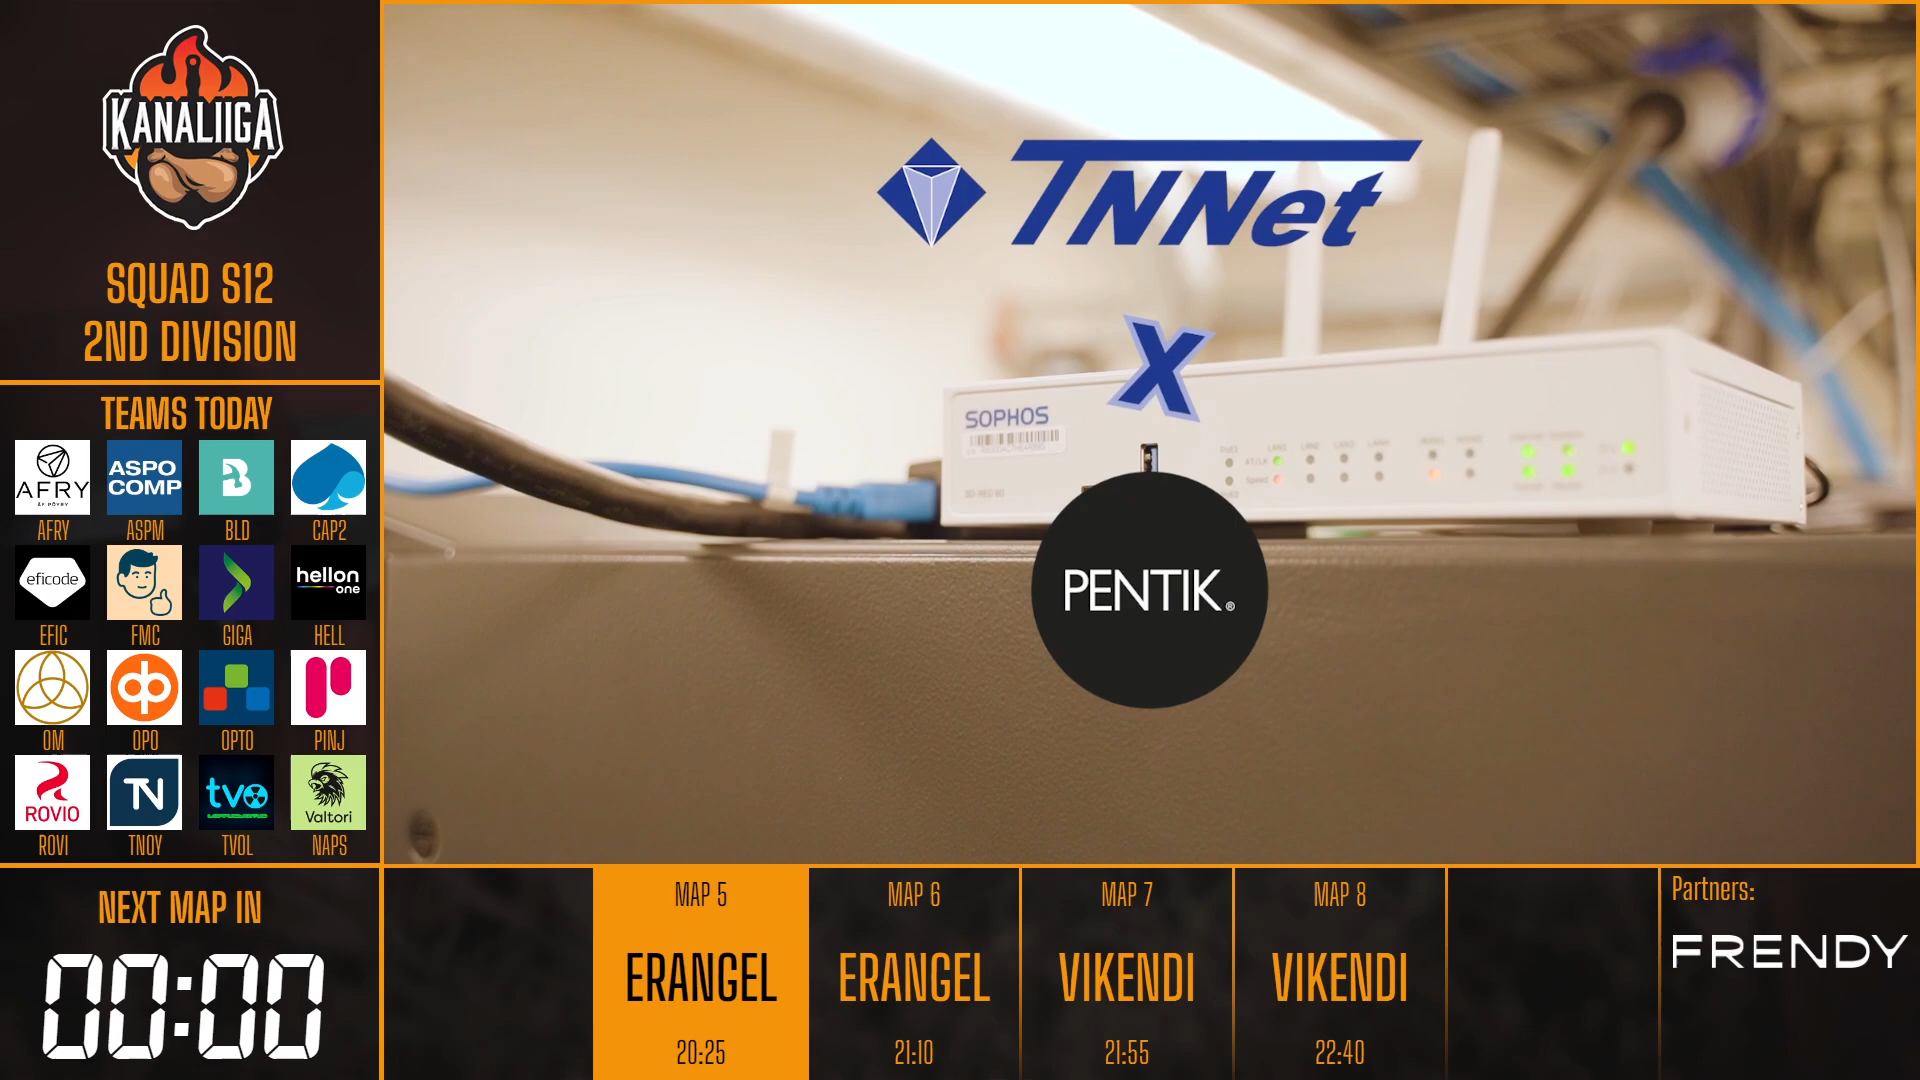 KANALIIGA
SQUAD S12
2ND DIVISION
TEAMS TODAY
AFRY
ÅF PÖYRY
ASPO
COMP
B
AFRY
ASPM
BLD
CAP2
eficode
hellon
one
EFIC
FMC
GIGA
HELL
OM
OPO
OPTO
PINJ
ROVIO
TN
tvo
Valtori
ROVI
TNOY
TVOL
NAPS
NEXT MAP IN
00:00
TNNet
X
SOPHOS
PENTIK®
MAP 5
ERANGEL
20:25
MAP 6
ERANGEL
21:10
MAP 7
VIKENDI
21:55
MAP 8
VIKENDI
22:40
Partners:
FRENDY